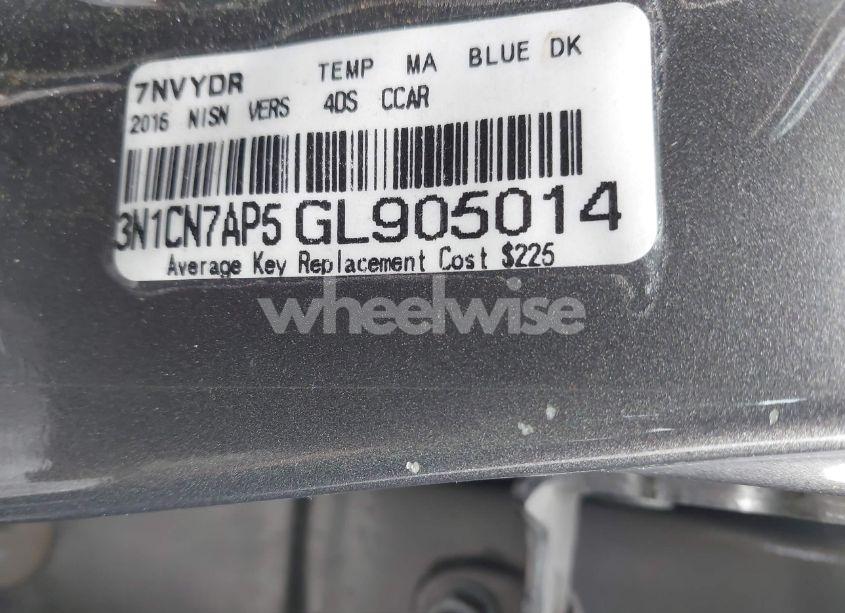 7NVYDR TEMP MA BLUE DK
2016 NISN VERS 4DS CCAR
3N1CN7AP5 GL905014
Average Key Replacement Cost $225
wheelwise